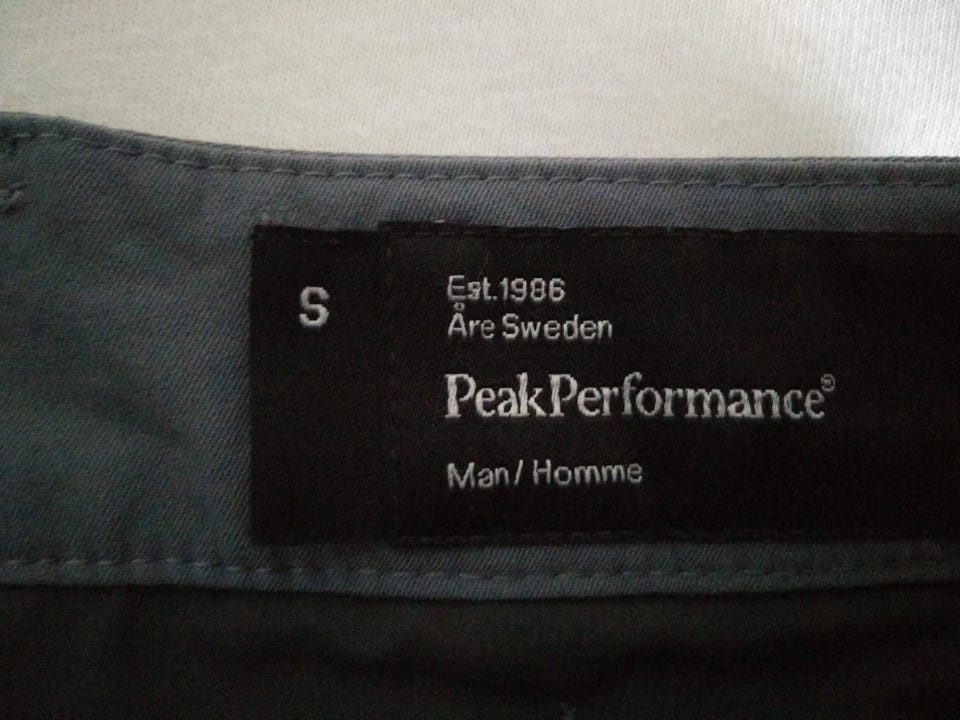 S
Est.1986
Åre Sweden
PeakPerformance®
Man/ Homme